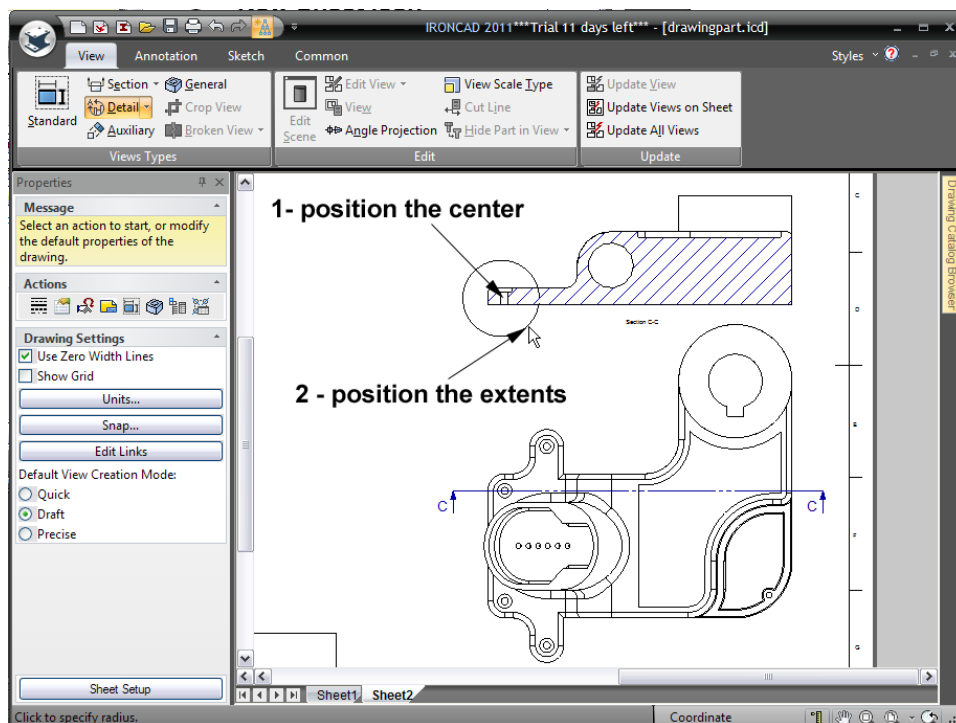 IRONCAD 2011***Trial 11 days left*** - [drawingpart.icd]
View Annotation Sketch Common Styles
Standard
Section General
Detail Crop View
Auxiliary Broken View
Views Types
Edit Scene
Edit View
View
Angle Projection
View Scale Type
Cut Line
Hide Part in View
Edit
Update View
Update Views on Sheet
Update All Views
Update
Properties
Message
Select an action to start, or modify
the default properties of the
drawing.
Actions
Drawing Settings
Use Zero Width Lines
Show Grid
Units...
Snap...
Edit Links
Default View Creation Mode:
Quick
Draft
Precise
Sheet Setup
1- position the center
Section C-C
2 - position the extents
C C
Drawing Catalog Browser
Sheet1 Sheet2
Click to specify radius.
Coordinate